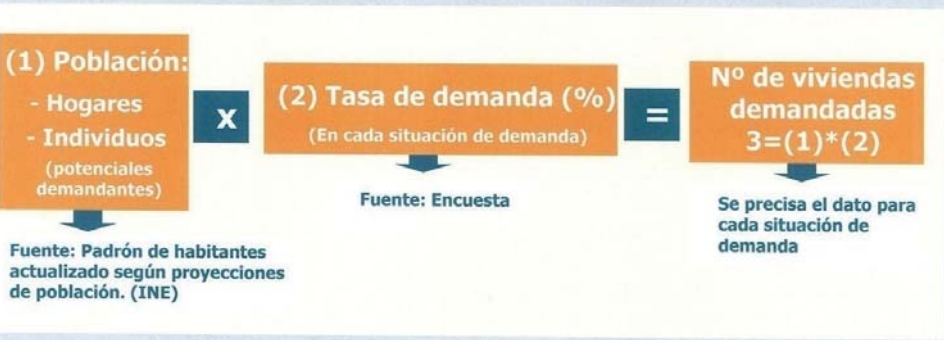 (1) Población:
- Hogares
- Individuos
(potenciales
demandantes)
x
(2) Tasa de demanda (%)
(En cada situación de demanda)
=
Nº de viviendas
demandadas
3=(1)*(2)
Fuente: Padrón de habitantes
actualizado según proyecciones
de población. (INE)
Fuente: Encuesta
Se precisa el dato para
cada situación de
demanda